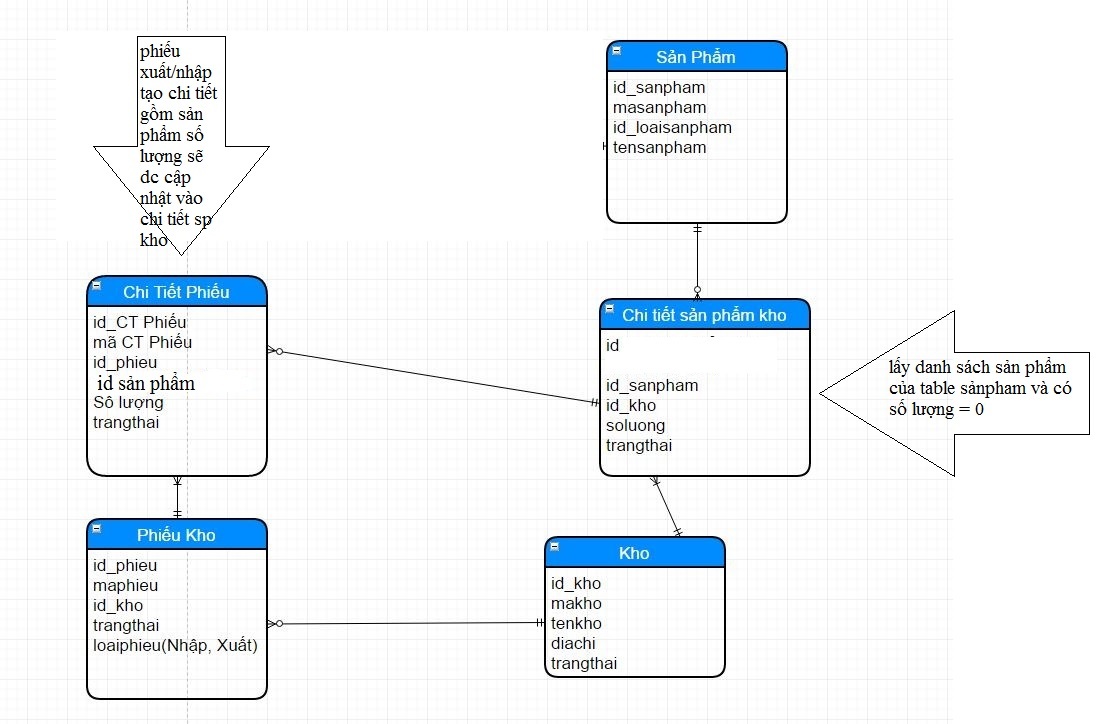 phiếu
xuất/nhập
tạo chi tiết
gồm sản
phẩm số
lượng sẽ
dc cập
nhật vào
chi tiết sp
kho
Sản Phẩm
id_sanpham
masanpham
id_loaisanpham
tensanpham
Chi Tiết Phiếu
id_CT Phiếu
mã CT Phiếu
id_phieu
id sản phẩm
Sô lượng
trangthai
Chi tiết sản phẩm kho
id
id_sanpham
id_kho
soluong
trangthai
lấy danh sách sản phẩm
của table sảnpham và có
số lượng = 0
Phiếu Kho
id_phieu
maphieu
id_kho
trangthai
loaiphieu(Nhập, Xuất)
Kho
id_kho
makho
tenkho
diachi
trangthai